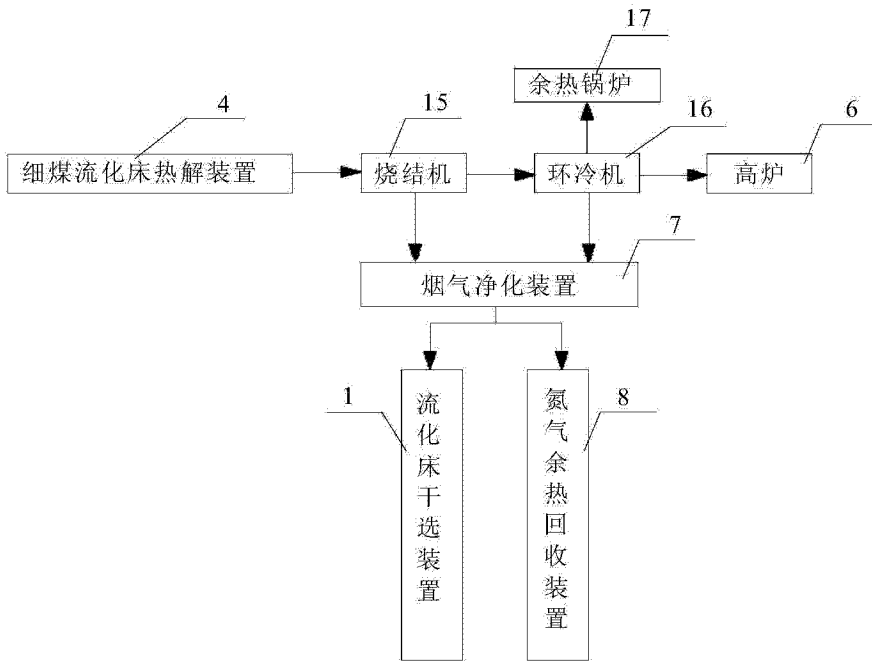 17
余热锅炉
4
15
16
6
细煤流化床热解装置
烧结机
环冷机
高炉
7
烟气净化装置
1
流化床干选装置
8
氮气余热回收装置